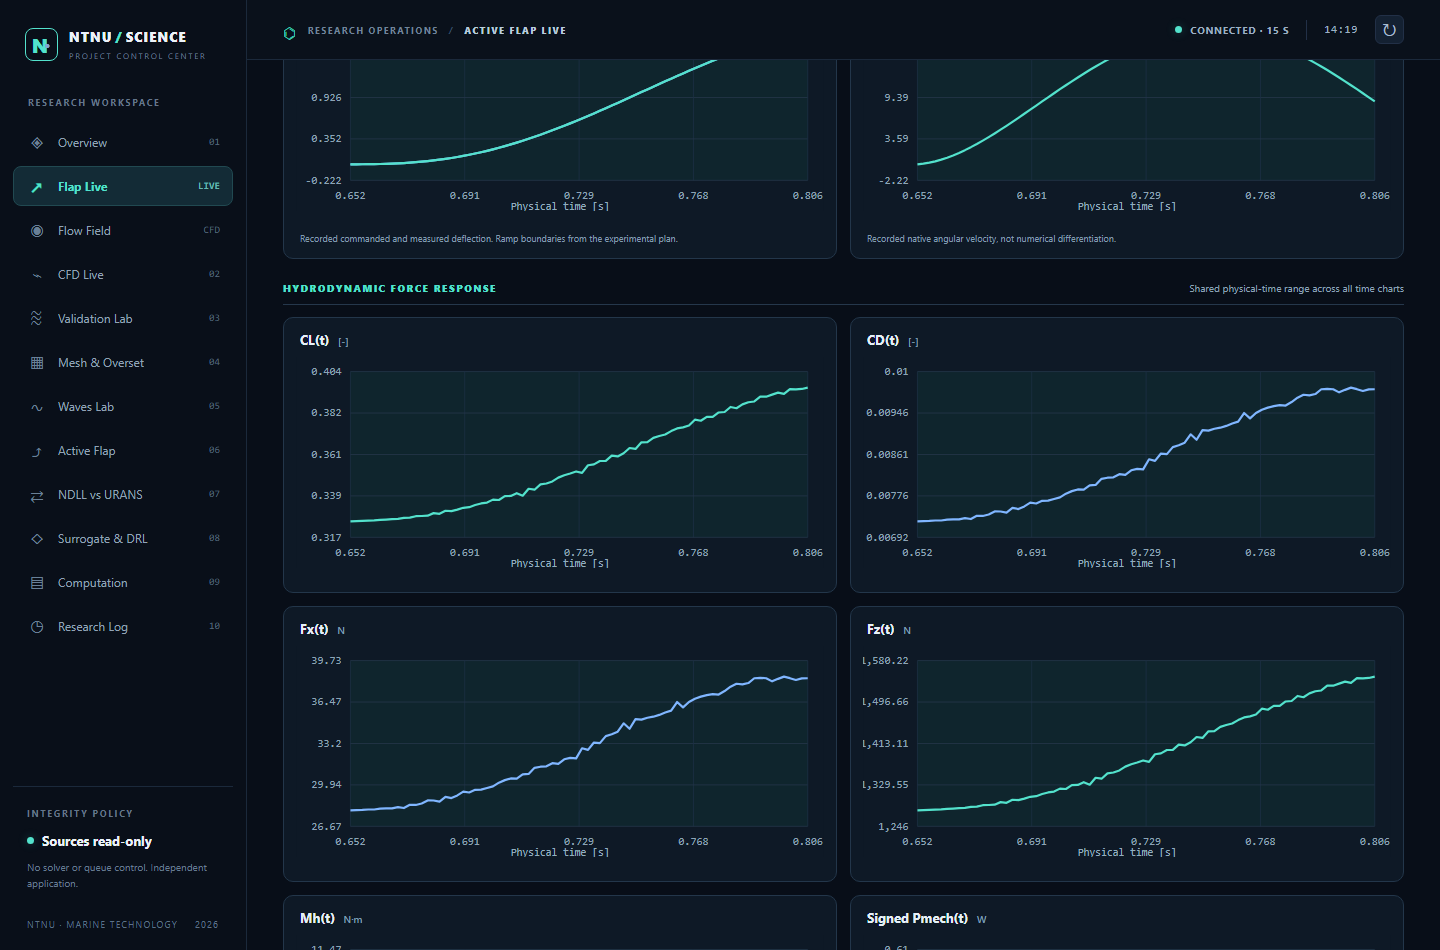 NTNU / SCIENCE
PROJECT CONTROL CENTER
RESEARCH WORKSPACE
Overview 01
Flap Live LIVE
Flow Field CFD
CFD Live 02
Validation Lab 03
Mesh & Overset 04
Waves Lab 05
Active Flap 06
NDLL vs URANS 07
Surrogate & DRL 08
Computation 09
Research Log 10
INTEGRITY POLICY
Sources read-only
No solver or queue control. Independent
application.
NTNU · MARINE TECHNOLOGY 2026
RESEARCH OPERATIONS / ACTIVE FLAP LIVE
CONNECTED · 15 S 14:19
0.926
0.352
-0.222
0.652 0.691 0.729 0.768 0.806
Physical time [s]
Recorded commanded and measured deflection. Ramp boundaries from the experimental plan.
9.39
3.59
-2.22
0.652 0.691 0.729 0.768 0.806
Physical time [s]
Recorded native angular velocity, not numerical differentiation.
HYDRODYNAMIC FORCE RESPONSE
Shared physical-time range across all time charts
CL(t) [-]
0.404
0.382
0.361
0.339
0.317
0.652 0.691 0.729 0.768 0.806
Physical time [s]
CD(t) [-]
0.01
0.00946
0.00861
0.00776
0.00692
0.652 0.691 0.729 0.768 0.806
Physical time [s]
Fx(t) N
39.73
36.47
33.2
29.94
26.67
0.652 0.691 0.729 0.768 0.806
Physical time [s]
Fz(t) N
1,580.22
1,496.66
1,413.11
1,329.55
1,246
0.652 0.691 0.729 0.768 0.806
Physical time [s]
Mh(t) N·m
11.47
Signed Pmech(t) W
0.61